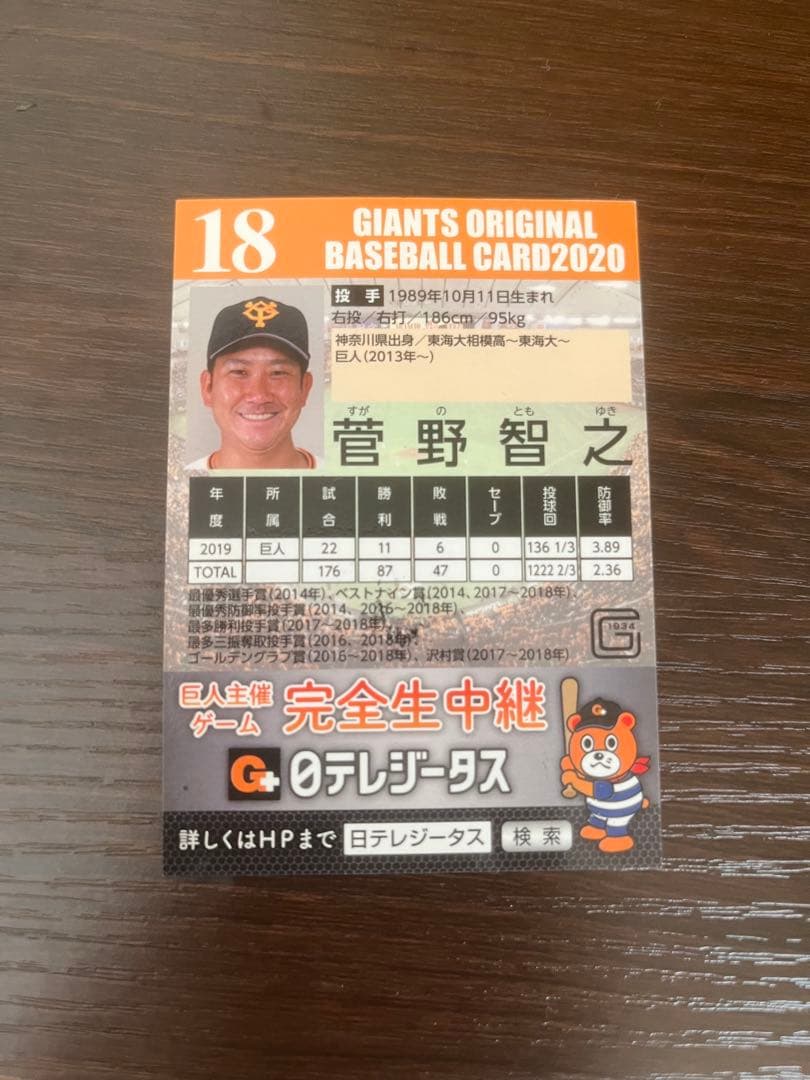 18
GIANTS ORIGINAL
BASEBALL CARD2020
投手 1989年10月11日生まれ
右投／右打／186cm／95kg
神奈川県出身／東海大相模高〜東海大〜
巨人(2013年〜)
すが の とも ゆき
菅野智之
年度 所属 試合 勝利 敗戦 セーブ 投球回 防御率
2019 巨人 22 11 6 0 136 1/3 3.89
TOTAL 176 87 47 0 1222 2/3 2.36
最優秀選手賞(2014年)、ベストナイン賞(2014、2017〜2018年)、
最優秀防御率投手賞(2014、2016〜2018年)、
最多勝利投手賞(2017〜2018年)、
最多三振奪取投手賞(2016、2018年)、
ゴールデングラブ賞(2016〜2018年)、沢村賞(2017〜2018年)
G 1934
巨人主催
ゲーム 完全生中継
G+ 日テレジータス
詳しくはHPまで 日テレジータス 検索